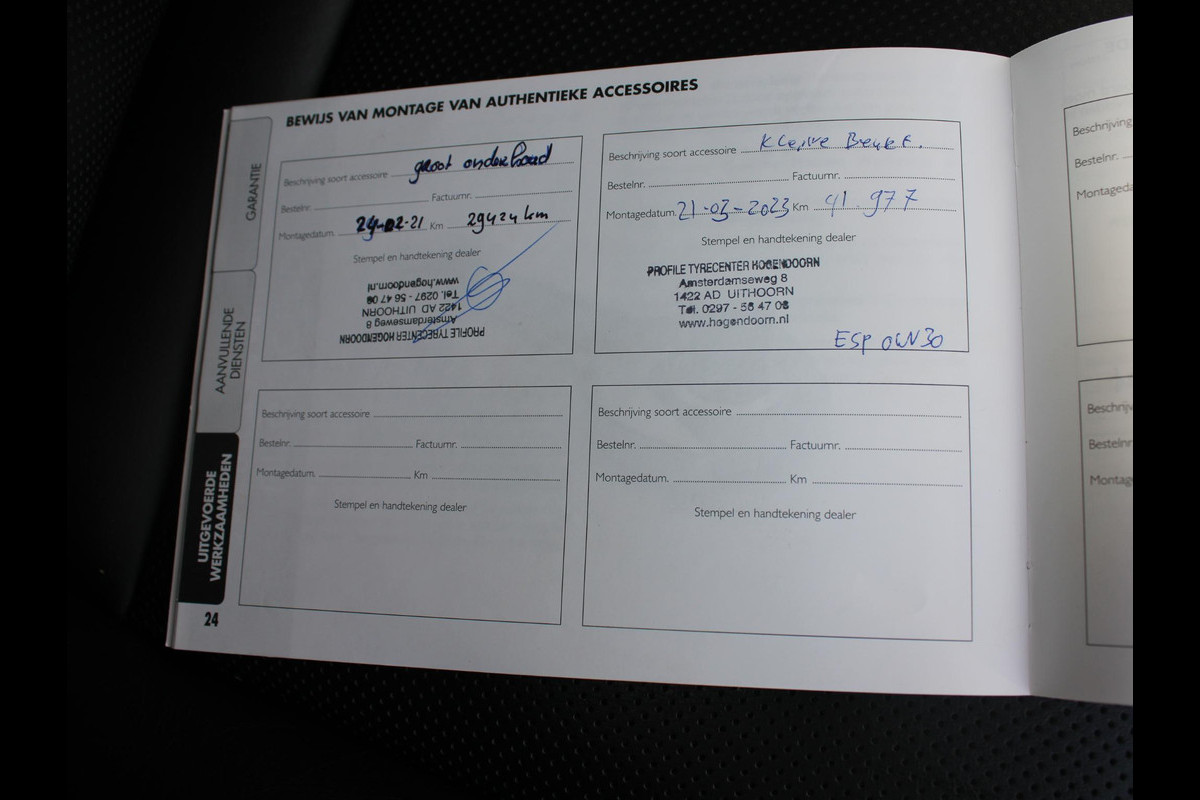 BEWIJS VAN MONTAGE VAN AUTHENTIEKE ACCESSOIRES
GARANTIE
AANVULLENDE
DIENSTEN
UITGEVOERDE
WERKZAAMHEDEN
24
Beschrijving soort accessoire groot onderhoud
Bestelnr. Factuurnr.
Montagedatum. 24-02-21 Km 29424 km
Stempel en handtekening dealer
PROFILE TYRECENTER HOGENDOORN
Amsterdamseweg 8
1422 AD UITHOORN
Tel. 0297 - 56 47 08
www.hogendoorn.nl
Beschrijving soort accessoire Kleine Beurt.
Bestelnr. Factuurnr.
Montagedatum. 21-03-2023 Km 41.977
Stempel en handtekening dealer
PROFILE TYRECENTER HOGENDOORN
Amsterdamseweg 8
1422 AD UITHOORN
Tel. 0297 - 56 47 08
www.hogendoorn.nl
ESP 0W30
Beschrijving soort accessoire
Bestelnr. Factuurnr.
Montagedatum. Km
Stempel en handtekening dealer
Beschrijving soort accessoire
Bestelnr. Factuurnr.
Montagedatum. Km
Stempel en handtekening dealer
Beschrijving
Bestelnr.
Montageda
Beschrijv
Bestelnr
Montag